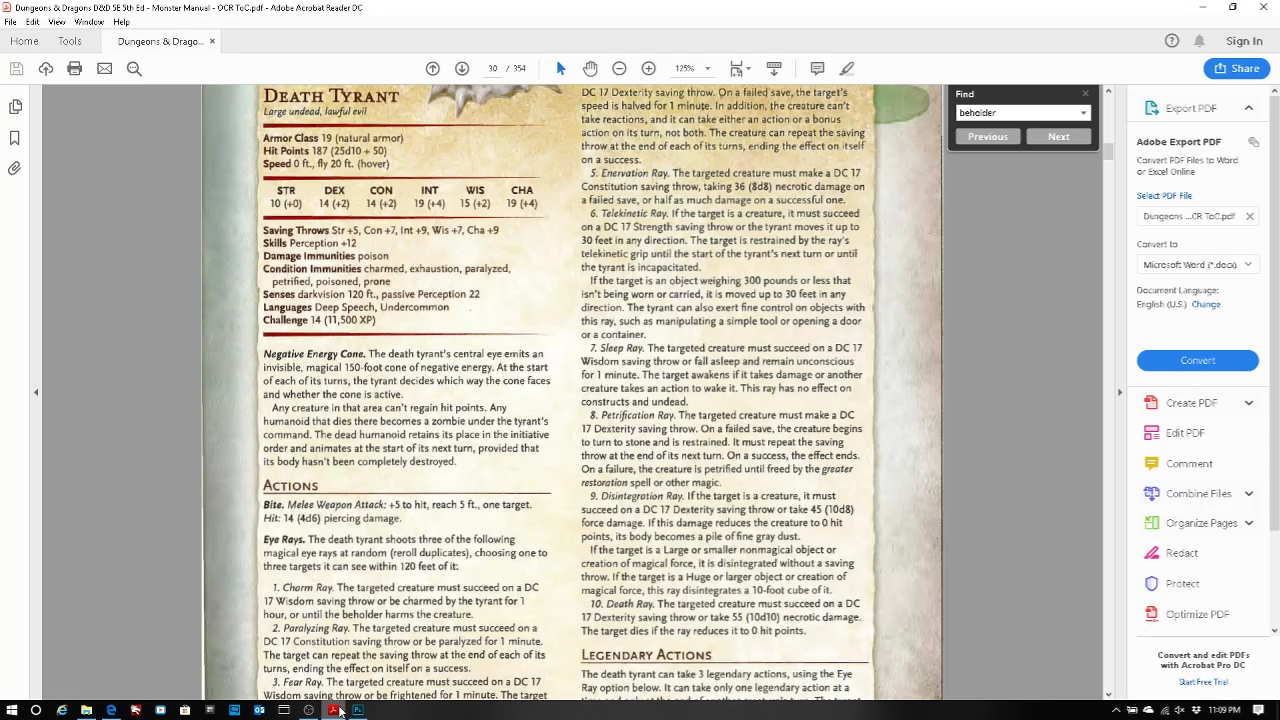 Dungeons & Dragons D&D 5E 5th Ed - Monster Manual - OCR ToC.pdf - Adobe Acrobat Reader DC
File Edit View Window Help
Home Tools Dungeons & Drago... × Sign In
30 / 354 125% Share
DEATH TYRANT
Large undead, lawful evil
Armor Class 19 (natural armor)
Hit Points 187 (25d10 + 50)
Speed 0 ft., fly 20 ft. (hover)
STR DEX CON INT WIS CHA
10 (+0) 14 (+2) 14 (+2) 19 (+4) 15 (+2) 19 (+4)
Saving Throws Str +5, Con +7, Int +9, Wis +7, Cha +9
Skills Perception +12
Damage Immunities poison
Condition Immunities charmed, exhaustion, paralyzed,
petrified, poisoned, prone
Senses darkvision 120 ft., passive Perception 22
Languages Deep Speech, Undercommon
Challenge 14 (11,500 XP)
Negative Energy Cone. The death tyrant's central eye emits an
invisible, magical 150-foot cone of negative energy. At the start
of each of its turns, the tyrant decides which way the cone faces
and whether the cone is active.
Any creature in that area can't regain hit points. Any
humanoid that dies there becomes a zombie under the tyrant's
command. The dead humanoid retains its place in the initiative
order and animates at the start of its next turn, provided that
its body hasn't been completely destroyed.
ACTIONS
Bite. Melee Weapon Attack: +5 to hit, reach 5 ft., one target.
Hit: 14 (4d6) piercing damage.
Eye Rays. The death tyrant shoots three of the following
magical eye rays at random (reroll duplicates), choosing one to
three targets it can see within 120 feet of it:
1. Charm Ray. The targeted creature must succeed on a DC
17 Wisdom saving throw or be charmed by the tyrant for 1
hour, or until the beholder harms the creature.
2. Paralyzing Ray. The targeted creature must succeed on a
DC 17 Constitution saving throw or be paralyzed for 1 minute.
The target can repeat the saving throw at the end of each of its
turns, ending the effect on itself on a success.
3. Fear Ray. The targeted creature must succeed on a DC 17
Wisdom saving throw or be frightened for 1 minute. The target
DC 17 Dexterity saving throw. On a failed save, the target's
speed is halved for 1 minute. In addition, the creature can't
take reactions, and it can take either an action or a bonus
action on its turn, not both. The creature can repeat the saving
throw at the end of each of its turns, ending the effect on itself
on a success.
5. Enervation Ray. The targeted creature must make a DC 17
Constitution saving throw, taking 36 (8d8) necrotic damage on
a failed save, or half as much damage on a successful one.
6. Telekinetic Ray. If the target is a creature, it must succeed
on a DC 17 Strength saving throw or the tyrant moves it up to
30 feet in any direction. The target is restrained by the ray's
telekinetic grip until the start of the tyrant's next turn or until
the tyrant is incapacitated.
If the target is an object weighing 300 pounds or less that
isn't being worn or carried, it is moved up to 30 feet in any
direction. The tyrant can also exert fine control on objects with
this ray, such as manipulating a simple tool or opening a door
or a container.
7. Sleep Ray. The targeted creature must succeed on a DC 17
Wisdom saving throw or fall asleep and remain unconscious
for 1 minute. The target awakens if it takes damage or another
creature takes an action to wake it. This ray has no effect on
constructs and undead.
8. Petrification Ray. The targeted creature must make a DC
17 Dexterity saving throw. On a failed save, the creature begins
to turn to stone and is restrained. It must repeat the saving
throw at the end of its next turn. On a success, the effect ends.
On a failure, the creature is petrified until freed by the greater
restoration spell or other magic.
9. Disintegration Ray. If the target is a creature, it must
succeed on a DC 17 Dexterity saving throw or take 45 (10d8)
force damage. If this damage reduces the creature to 0 hit
points, its body becomes a pile of fine gray dust.
If the target is a Large or smaller nonmagical object or
creation of magical force, it is disintegrated without a saving
throw. If the target is a Huge or larger object or creation of
magical force, this ray disintegrates a 10-foot cube of it.
10. Death Ray. The targeted creature must succeed on a DC
17 Dexterity saving throw or take 55 (10d10) necrotic damage.
The target dies if the ray reduces it to 0 hit points.
LEGENDARY ACTIONS
The death tyrant can take 3 legendary actions, using the Eye
Ray option below. It can take only one legendary action at a
Find
beholder
Previous Next
Export PDF
Adobe Export PDF
Convert PDF Files to Word
or Excel Online
Select PDF File
Dungeons ...CR ToC.pdf
Convert to
Microsoft Word (*.docx)
Document Language:
English (U.S.) Change
Convert
Create PDF
Edit PDF
Comment
Combine Files
Organize Pages
Redact
Protect
Optimize PDF
Convert and edit PDFs
with Acrobat Pro DC
Start Free Trial
11:09 PM